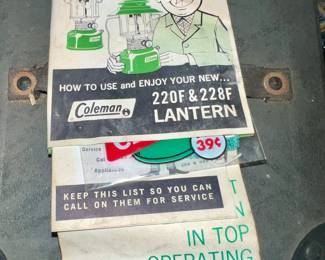 HOW TO USE and ENJOY YOUR NEW...
Coleman
220F & 228F
LANTERN
Service
39¢
KEEP THIS LIST SO YOU CAN
CALL ON THEM FOR SERVICE
IN TOP
OPERATING